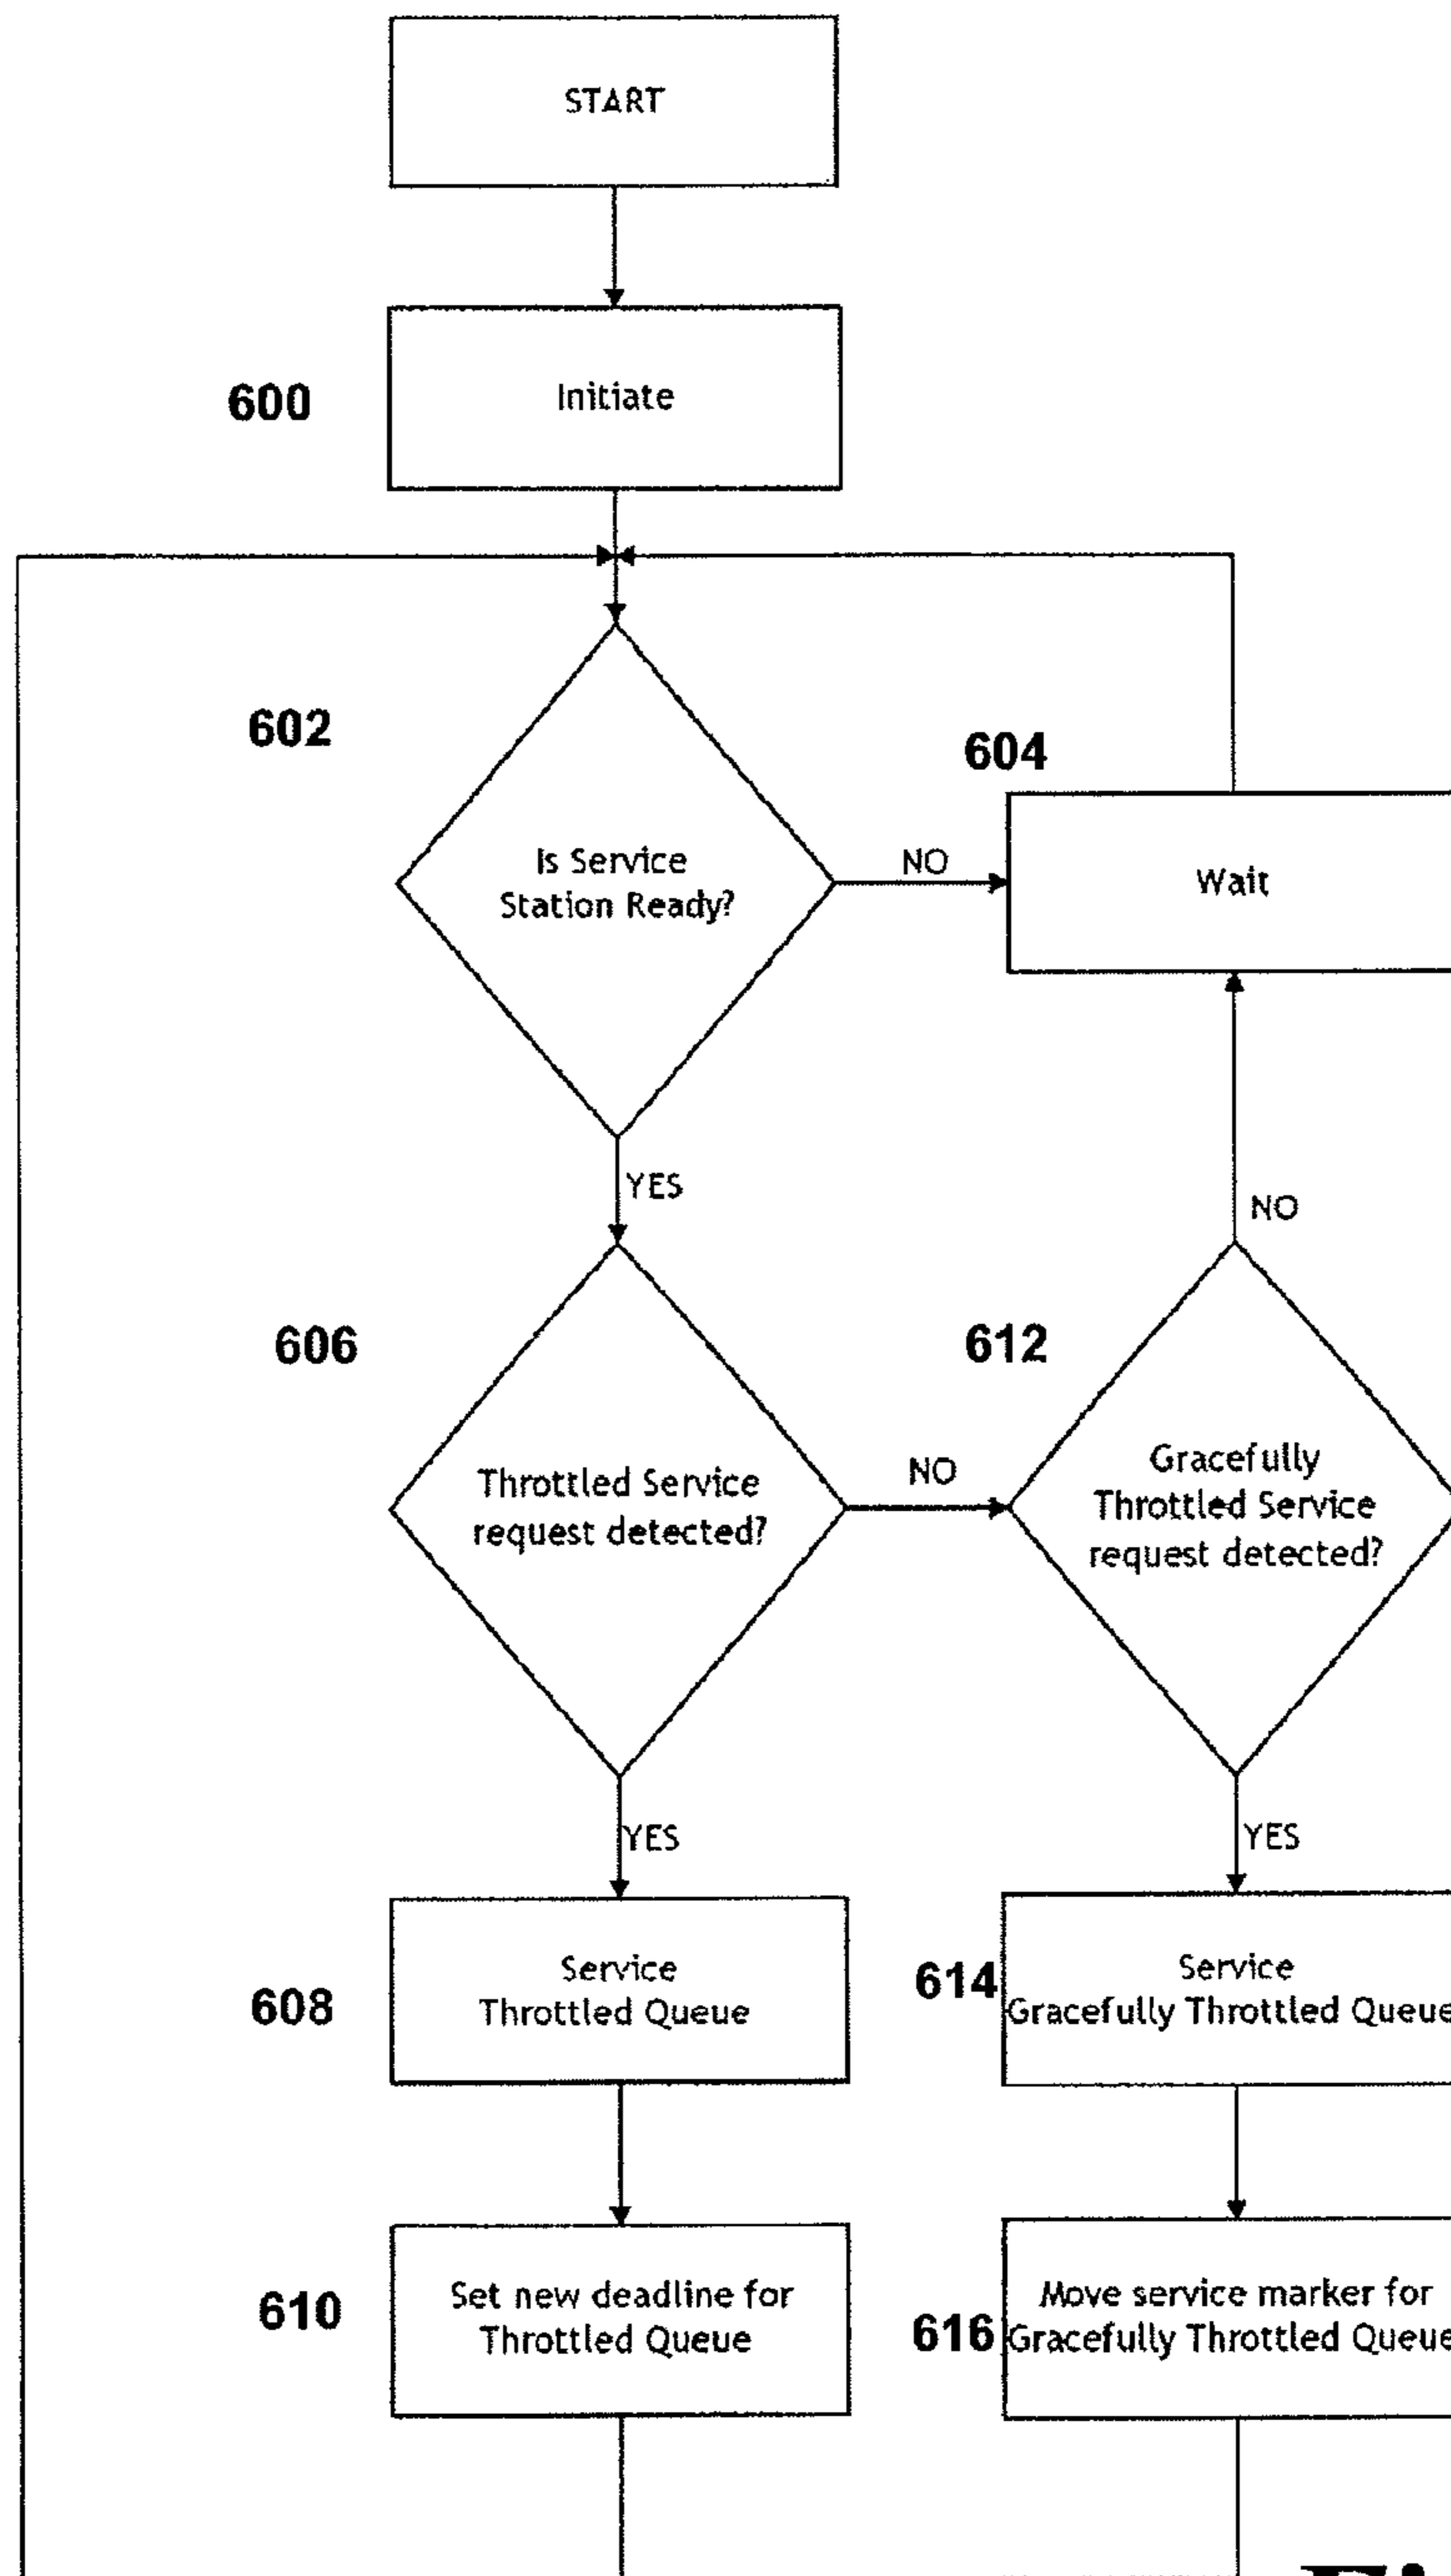 START
600
Initiate
602
604
Is Service
Station Ready?
NO
Wait
YES
NO
606
612
Throttled Service
request detected?
NO
Gracefully
Throttled Service
request detected?
YES
YES
608
Service
Throttled Queue
614
Service
Gracefully Throttled Queue
610
Set new deadline for
Throttled Queue
616
Move service marker for
Gracefully Throttled Queue